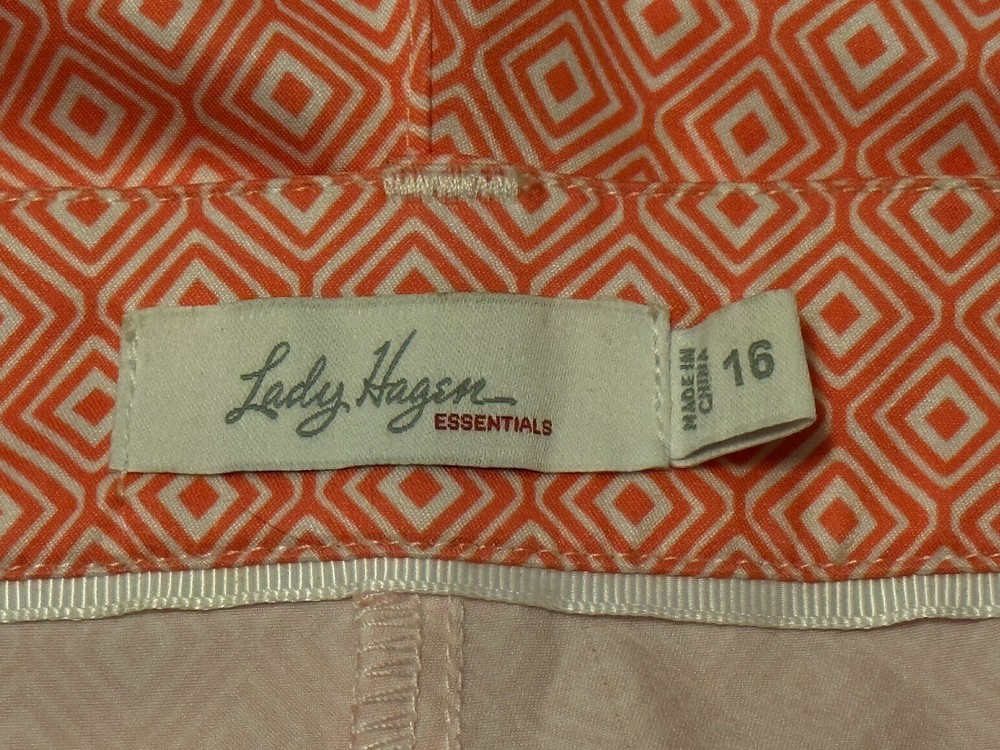 Lady Hagen
ESSENTIALS
MADE IN
CHINA
16